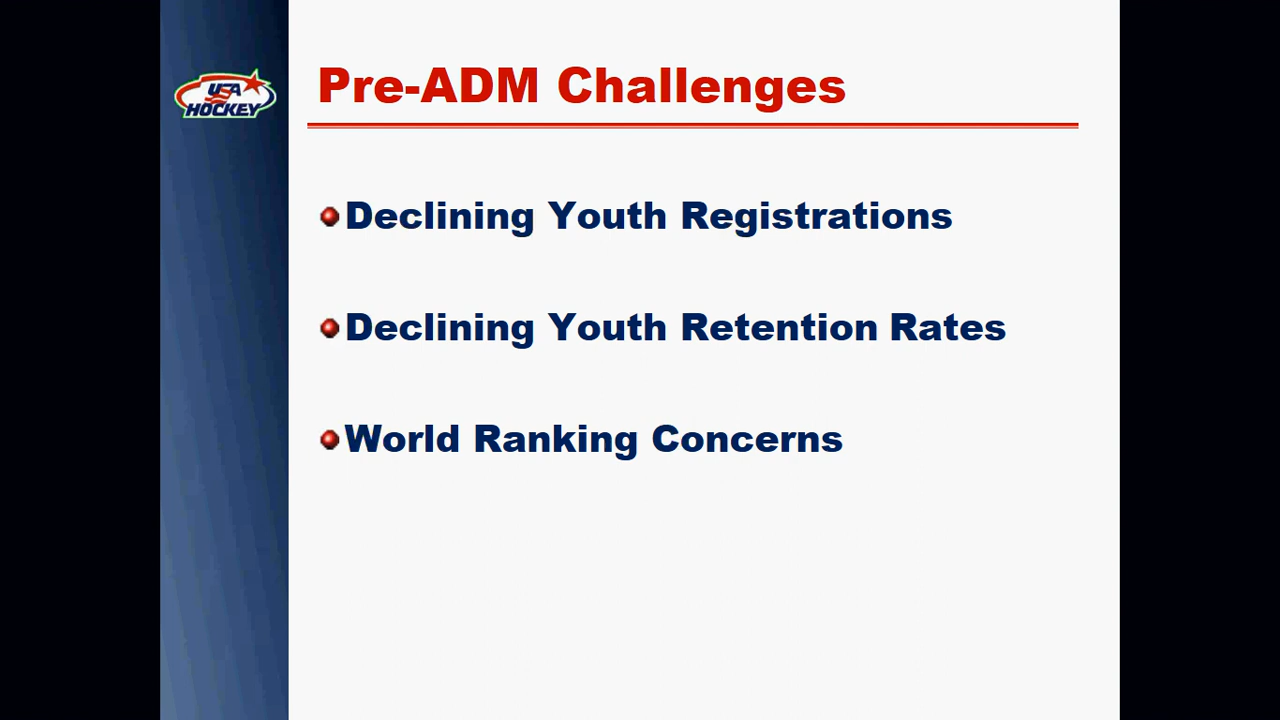 USA
HOCKEY
Pre-ADM Challenges
Declining Youth Registrations
Declining Youth Retention Rates
World Ranking Concerns